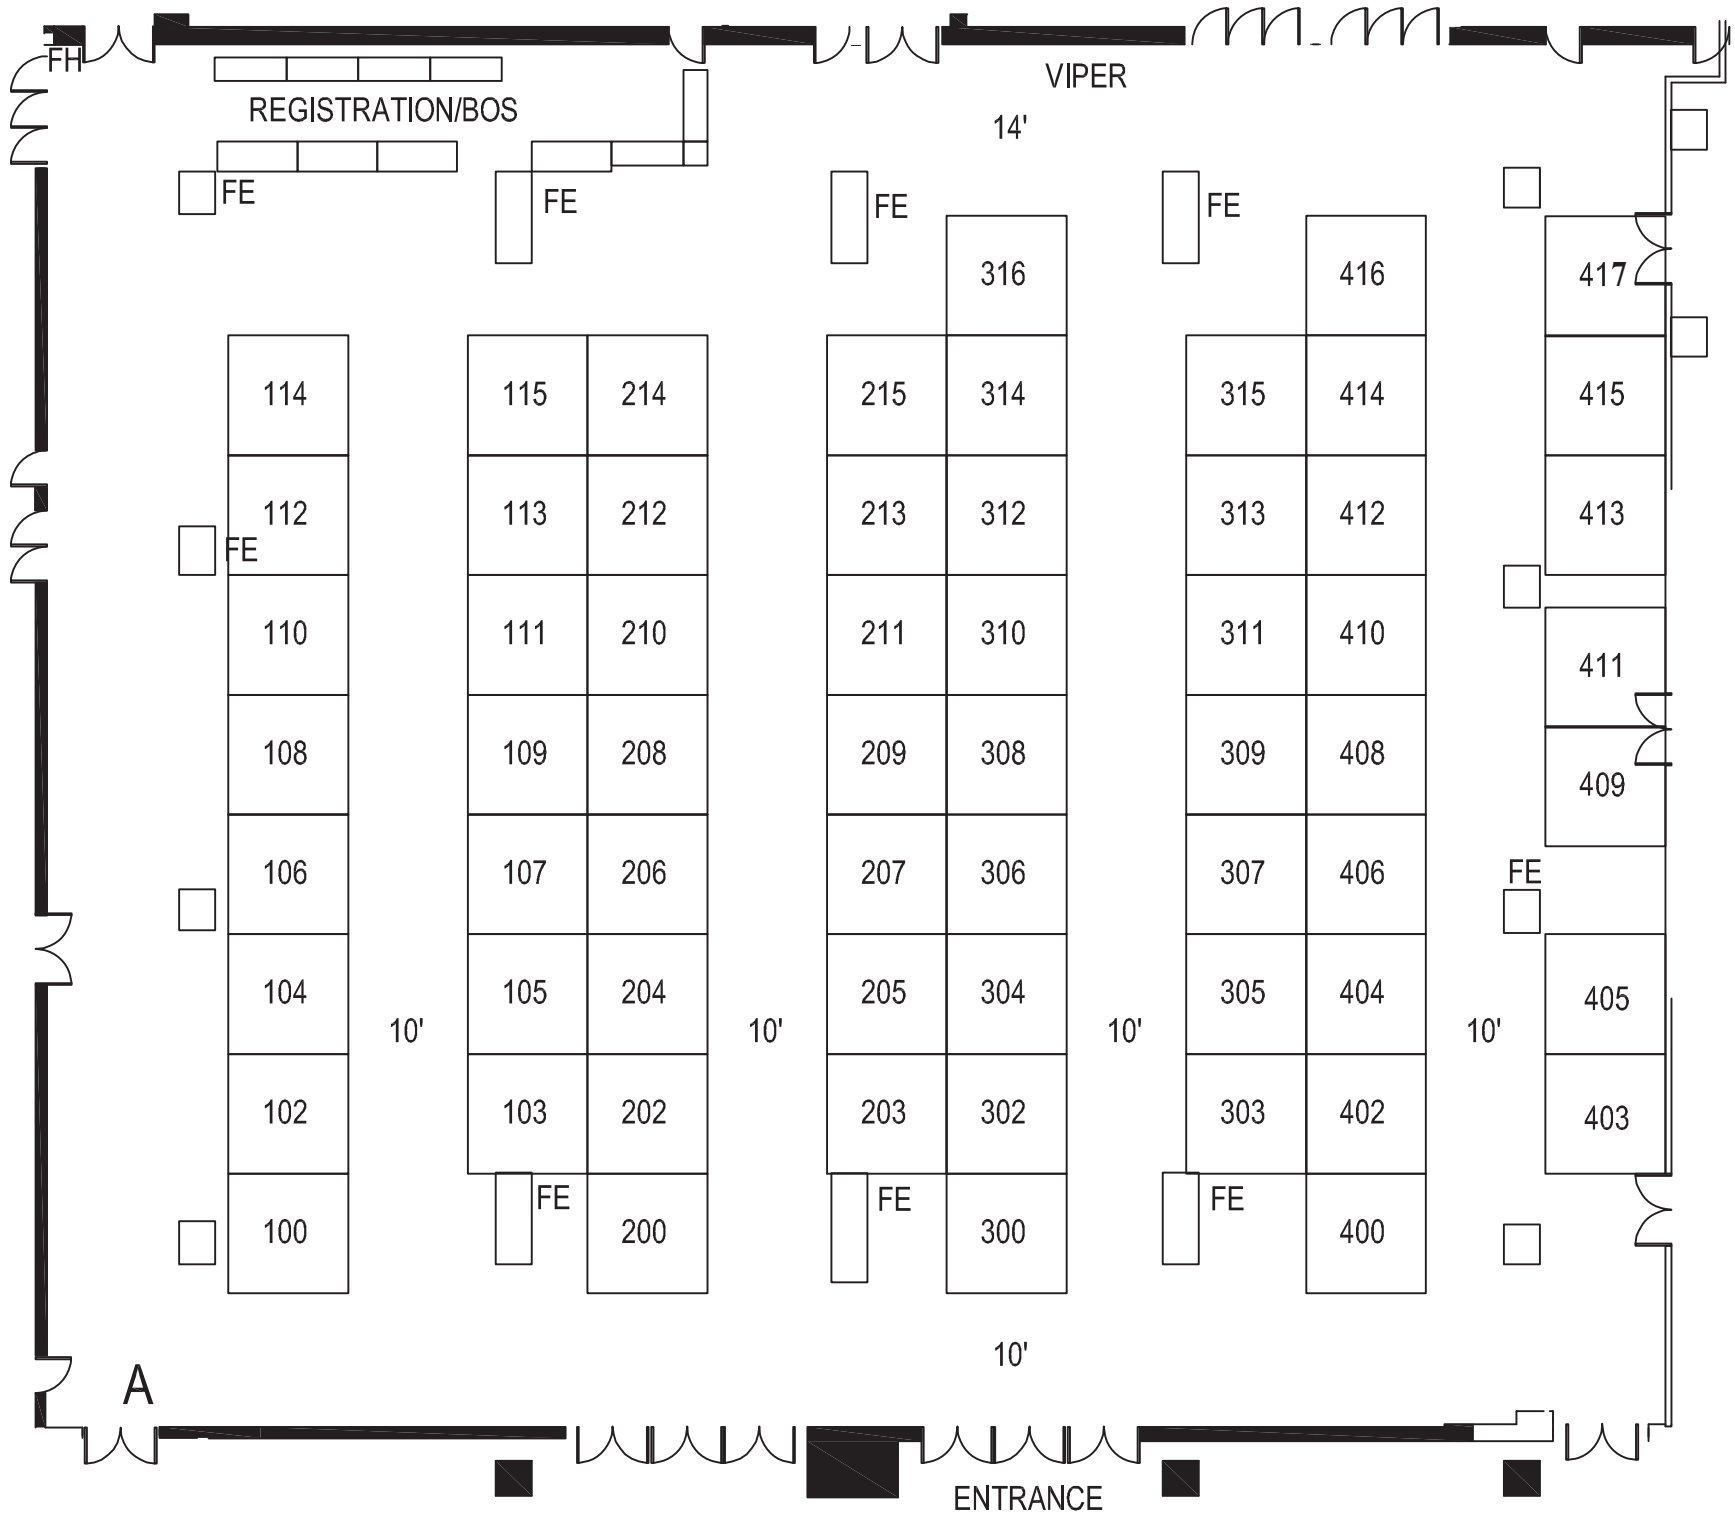 FH
VIPER
REGISTRATION/BOS
14'
FE FE FE FE
316 416 417
114 115 214 215 314 315 414 415
112 113 212 213 312 313 412 413
FE
110 111 210 211 310 311 410 411
108 109 208 209 308 309 408 409
106 107 206 207 306 307 406 FE
104 105 204 205 304 305 404 405
10' 10' 10' 10'
102 103 202 203 302 303 402 403
FE FE FE
100 200 300 400
10'
A
ENTRANCE